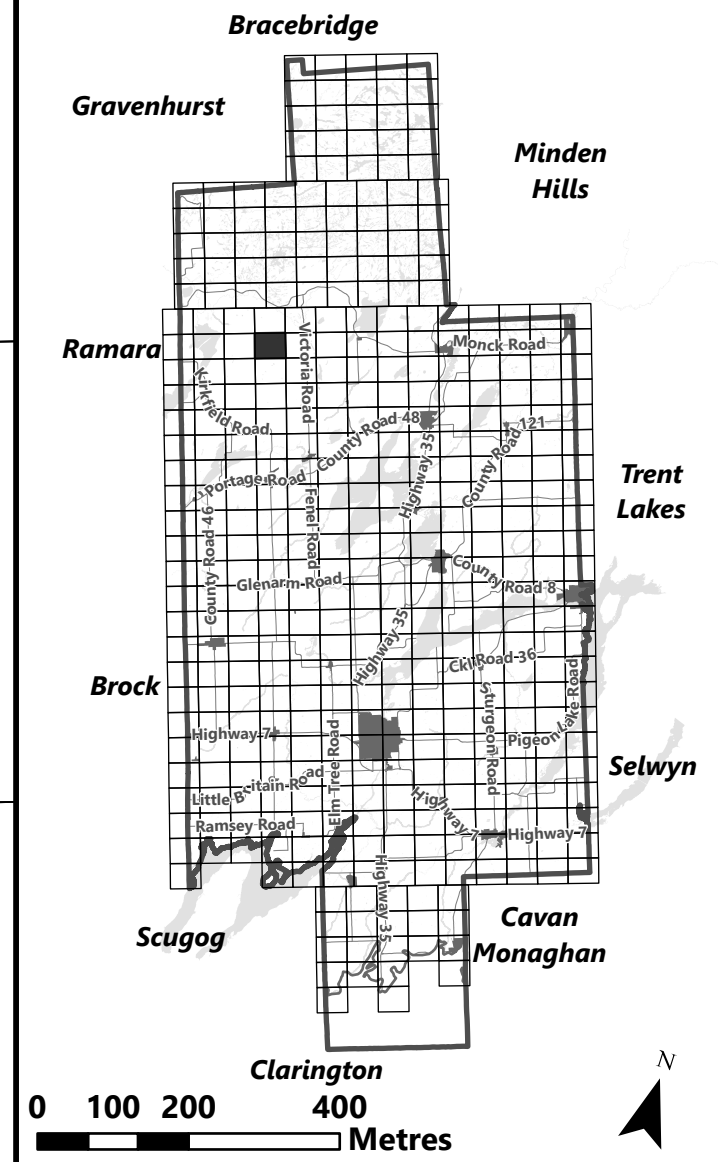 Bracebridge
Gravenhurst
Minden
Hills
Ramara
Victoria Road
Monck Road
Kirkfield Road
County Road 48
County Road 121
Highway 35
Portage Road
Trent
Lakes
Fenel Road
County Road 46
Glenarm Road
County Road 8
Highway 35
Ckl Road 36
Brock
Sturgeon Road
Pigeon Lake Road
Highway 7
Elm Tree Road
Selwyn
Little Britain Road
Highway 7
Ramsey Road
Highway 7
Highway 35
Scugog
Cavan
Monaghan
Clarington
N
0 100 200 400
Metres